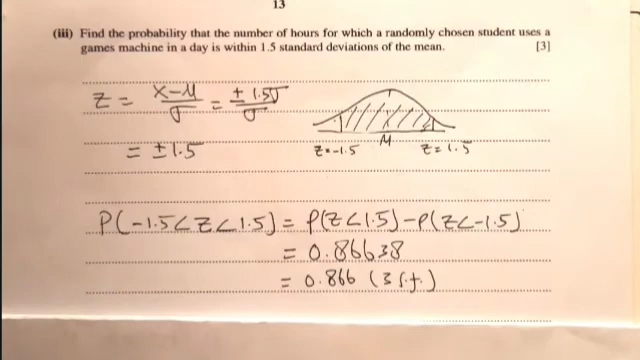 13
(iii) Find the probability that the number of hours for which a randomly chosen student uses a
games machine in a day is within 1.5 standard deviations of the mean. [3]
Z = X-μ/σ = ± 1.5σ/σ
= ±1.5
Z=-1.5 μ Z=1.5
P(-1.5<Z<1.5) = P(Z<1.5)-P(Z<-1.5)
= 0.86638
= 0.866 (3 s.f.)